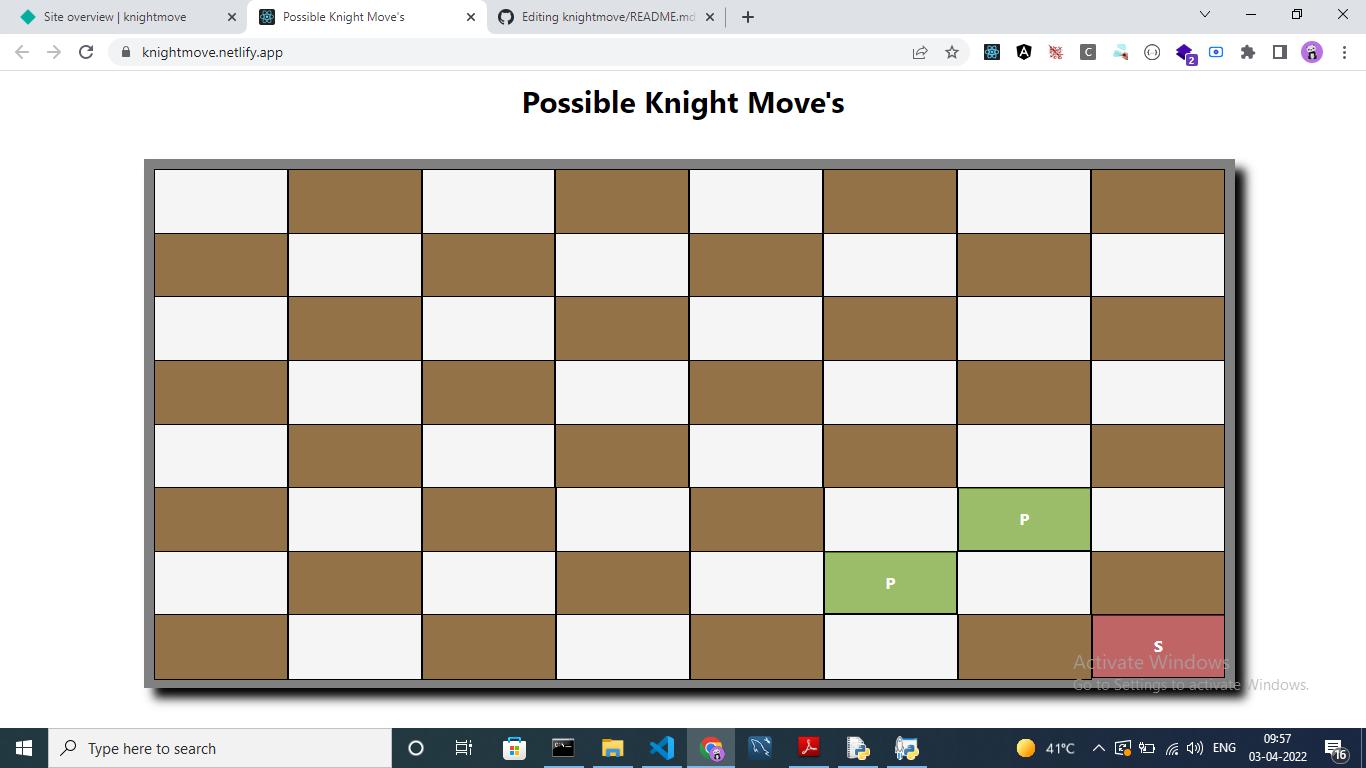 Site overview | knightmove
Possible Knight Move's
Editing knightmove/README.md
knightmove.netlify.app
C
2
Possible Knight Move's
P
P
S
Activate Windows
Go to Settings to activate Windows.
Type here to search
41°C
ENG
09:57
03-04-2022
16